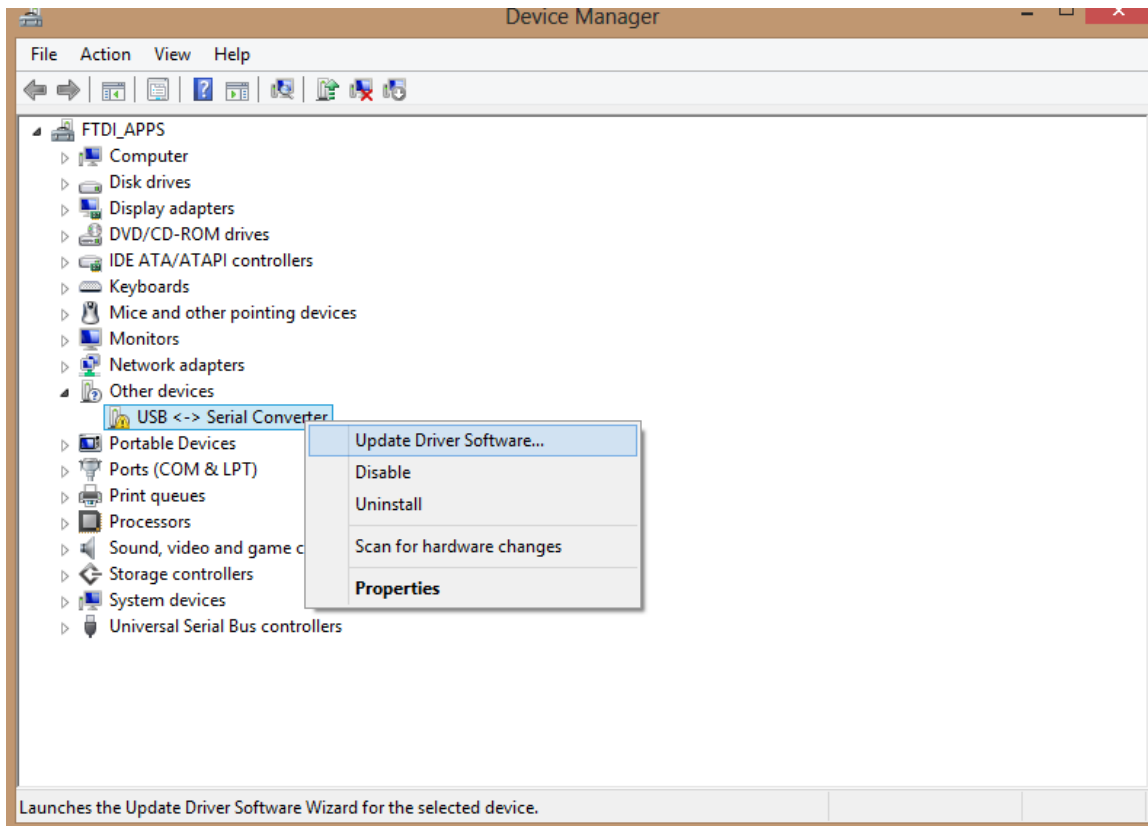 Device Manager
File Action View Help
FTDI_APPS
Computer
Disk drives
Display adapters
DVD/CD-ROM drives
IDE ATA/ATAPI controllers
Keyboards
Mice and other pointing devices
Monitors
Network adapters
Other devices
USB <-> Serial Converter
Portable Devices
Ports (COM & LPT)
Print queues
Processors
Sound, video and game c
Storage controllers
System devices
Universal Serial Bus controllers
Update Driver Software...
Disable
Uninstall
Scan for hardware changes
Properties
Launches the Update Driver Software Wizard for the selected device.